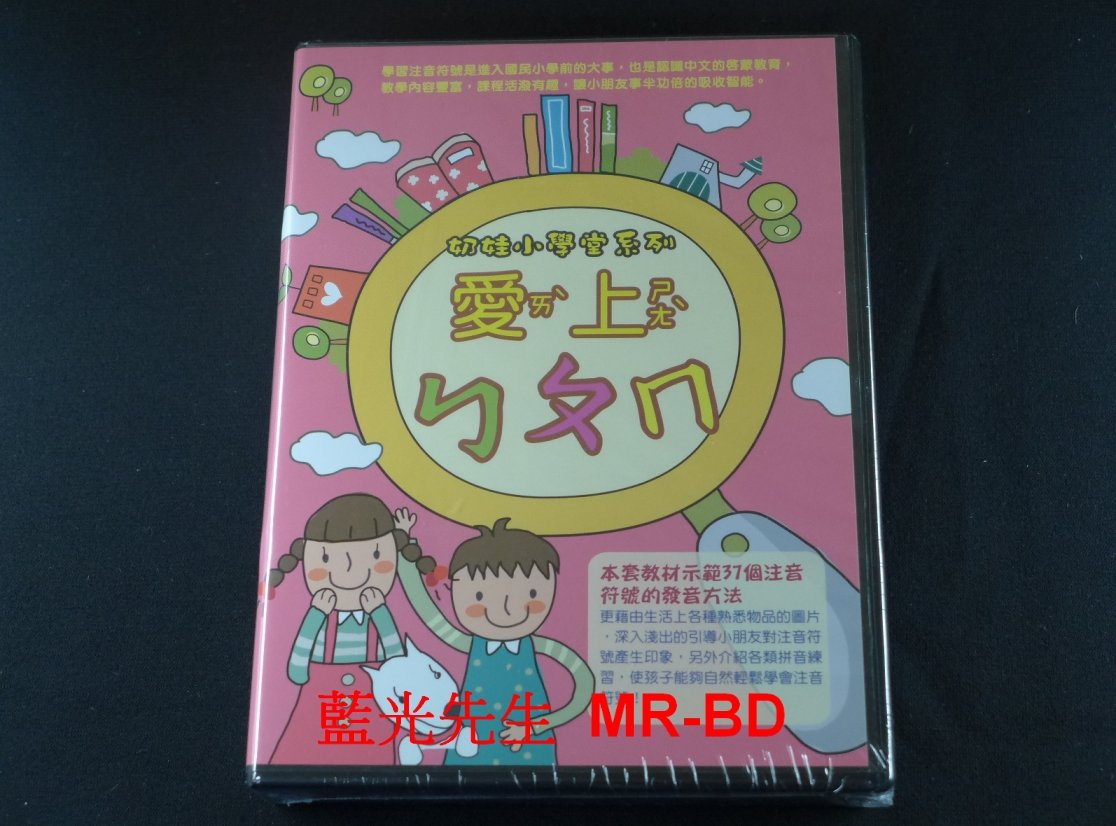 學習注音符號是進入國民小學前的大事，也是認識中文的啓蒙教育，
教學內容豐富，課程活潑有趣，讓小朋友事半功倍的吸收智能。
奶娃小學堂系列
愛ㄞˋ上ㄕㄤˋ
ㄅㄆㄇ
本套教材示範37個注音
符號的發音方法
更藉由生活上各種熟悉物品的圖片
，深入淺出的引導小朋友對注音符
號產生印象，另外介紹各類拼音練
習，使孩子能夠自然輕鬆學會注音
符號！
藍光先生 MR-BD